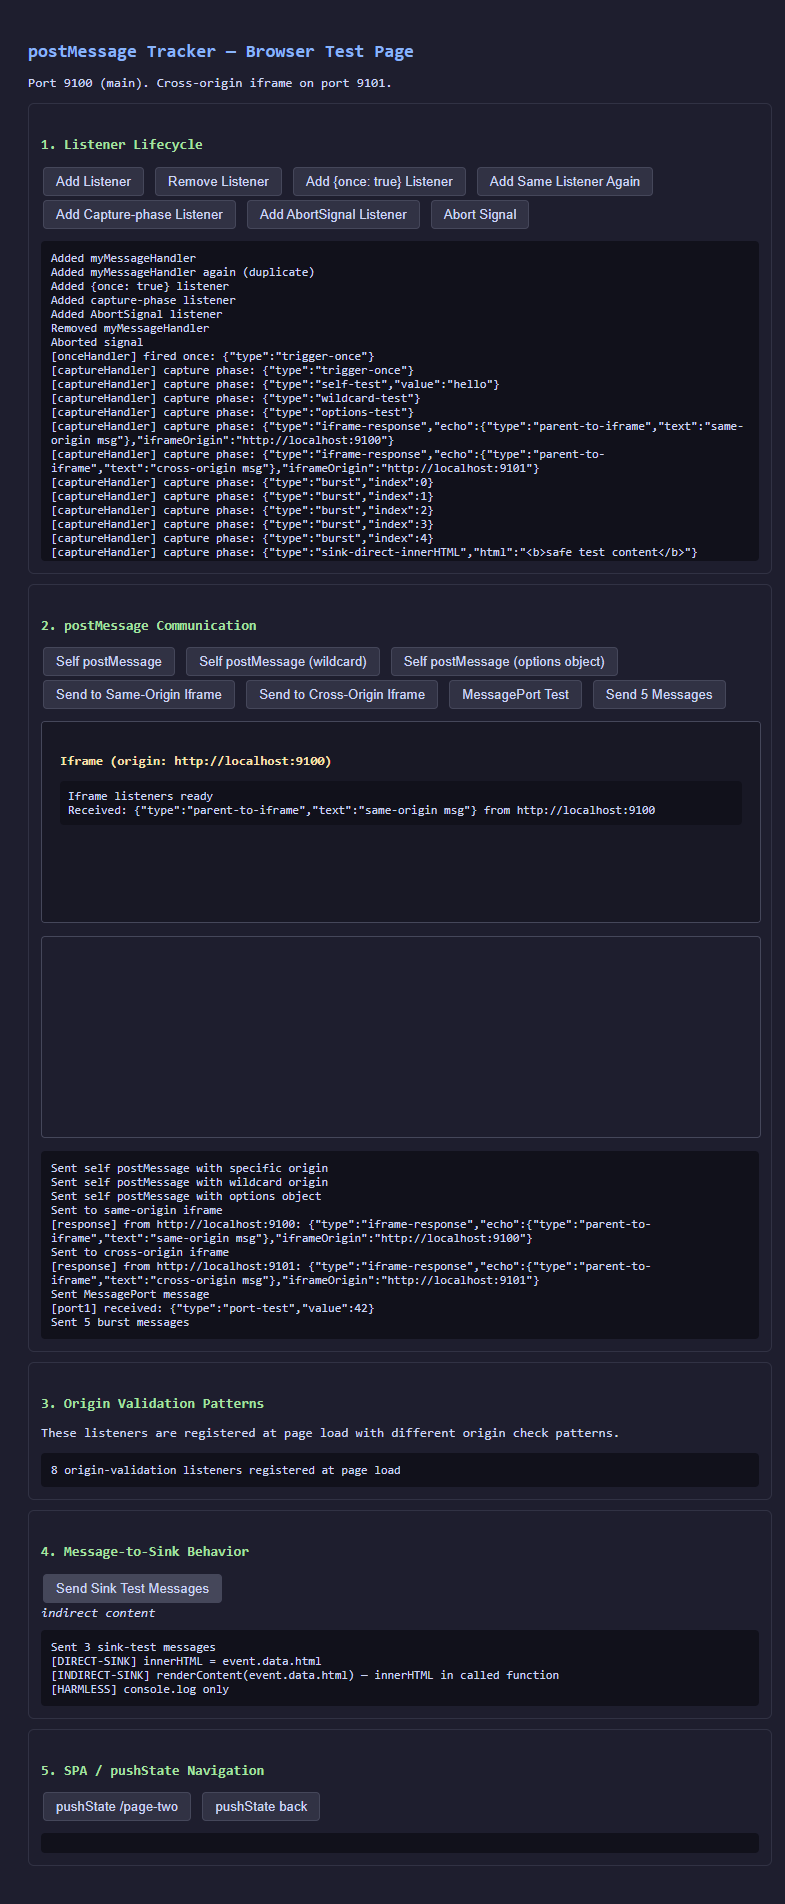 postMessage Tracker — Browser Test Page
Port 9100 (main). Cross-origin iframe on port 9101.
1. Listener Lifecycle
Add Listener
Remove Listener
Add {once: true} Listener
Add Same Listener Again
Add Capture-phase Listener
Add AbortSignal Listener
Abort Signal
Added myMessageHandler
Added myMessageHandler again (duplicate)
Added {once: true} listener
Added capture-phase listener
Added AbortSignal listener
Removed myMessageHandler
Aborted signal
[onceHandler] fired once: {"type":"trigger-once"}
[captureHandler] capture phase: {"type":"trigger-once"}
[captureHandler] capture phase: {"type":"self-test","value":"hello"}
[captureHandler] capture phase: {"type":"wildcard-test"}
[captureHandler] capture phase: {"type":"options-test"}
[captureHandler] capture phase: {"type":"iframe-response","echo":{"type":"parent-to-iframe","text":"same-
origin msg"},"iframeOrigin":"http://localhost:9100"}
[captureHandler] capture phase: {"type":"iframe-response","echo":{"type":"parent-to-
iframe","text":"cross-origin msg"},"iframeOrigin":"http://localhost:9101"}
[captureHandler] capture phase: {"type":"burst","index":0}
[captureHandler] capture phase: {"type":"burst","index":1}
[captureHandler] capture phase: {"type":"burst","index":2}
[captureHandler] capture phase: {"type":"burst","index":3}
[captureHandler] capture phase: {"type":"burst","index":4}
[captureHandler] capture phase: {"type":"sink-direct-innerHTML","html":"<b>safe test content</b>"}
2. postMessage Communication
Self postMessage
Self postMessage (wildcard)
Self postMessage (options object)
Send to Same-Origin Iframe
Send to Cross-Origin Iframe
MessagePort Test
Send 5 Messages
Iframe (origin: http://localhost:9100)
Iframe listeners ready
Received: {"type":"parent-to-iframe","text":"same-origin msg"} from http://localhost:9100
Sent self postMessage with specific origin
Sent self postMessage with wildcard origin
Sent self postMessage with options object
Sent to same-origin iframe
[response] from http://localhost:9100: {"type":"iframe-response","echo":{"type":"parent-to-
iframe","text":"same-origin msg"},"iframeOrigin":"http://localhost:9100"}
Sent to cross-origin iframe
[response] from http://localhost:9101: {"type":"iframe-response","echo":{"type":"parent-to-
iframe","text":"cross-origin msg"},"iframeOrigin":"http://localhost:9101"}
Sent MessagePort message
[port1] received: {"type":"port-test","value":42}
Sent 5 burst messages
3. Origin Validation Patterns
These listeners are registered at page load with different origin check patterns.
8 origin-validation listeners registered at page load
4. Message-to-Sink Behavior
Send Sink Test Messages
indirect content
Sent 3 sink-test messages
[DIRECT-SINK] innerHTML = event.data.html
[INDIRECT-SINK] renderContent(event.data.html) — innerHTML in called function
[HARMLESS] console.log only
5. SPA / pushState Navigation
pushState /page-two
pushState back